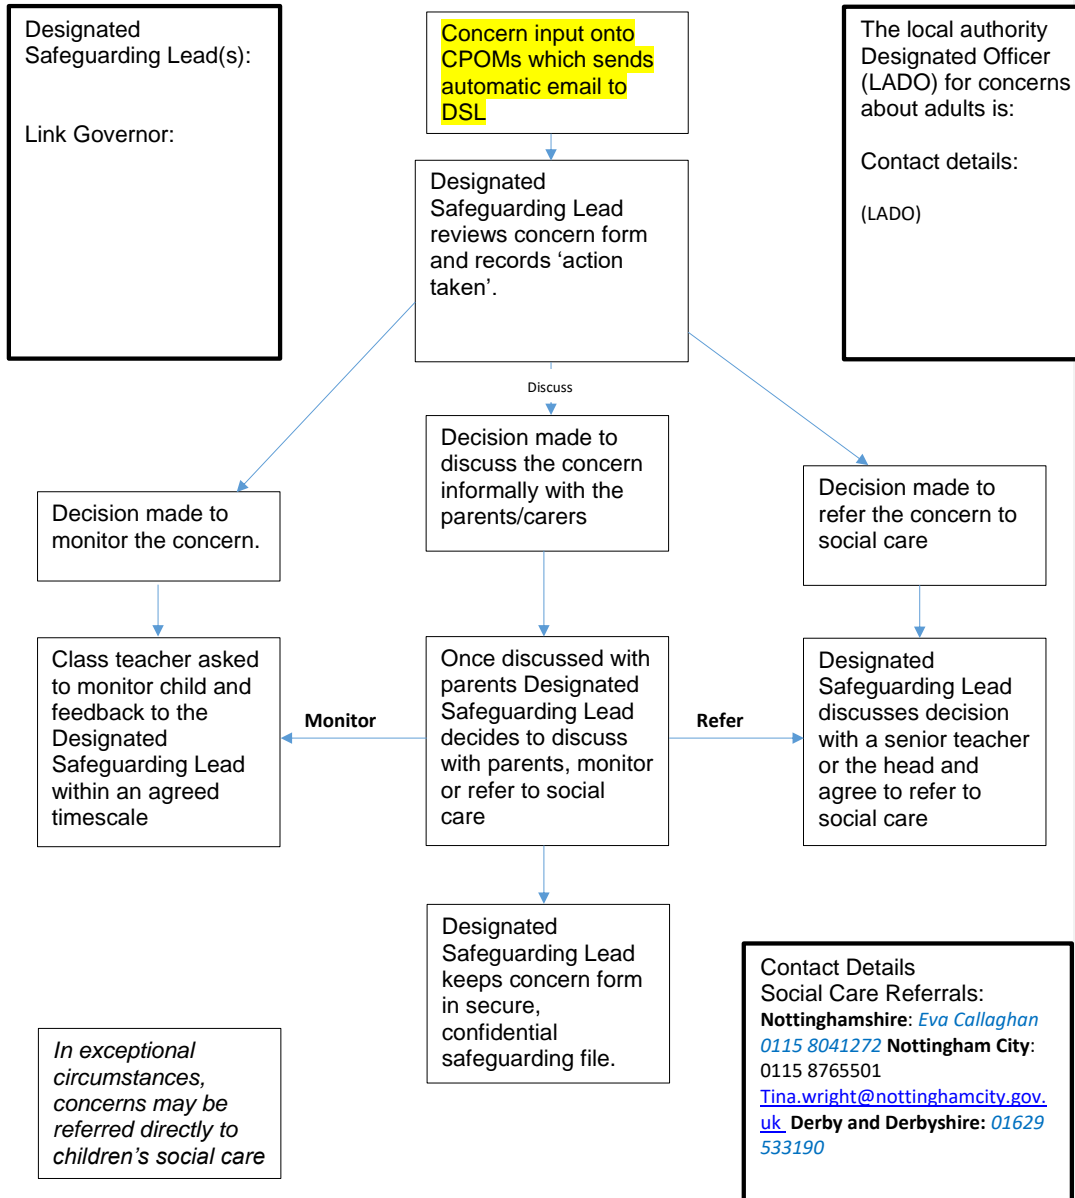 Designated
Safeguarding Lead(s):
Link Governor:
Concern input onto
CPOMs which sends
automatic email to
DSL
The local authority
Designated Officer
(LADO) for concerns
about adults is:
Contact details:
(LADO)
Designated
Safeguarding Lead
reviews concern form
and records ‘action
taken’.
Discuss
Decision made to
monitor the concern.
Decision made to
discuss the concern
informally with the
parents/carers
Decision made to
refer the concern to
social care
Class teacher asked
to monitor child and
feedback to the
Designated
Safeguarding Lead
within an agreed
timescale
Monitor
Once discussed with
parents Designated
Safeguarding Lead
decides to discuss
with parents, monitor
or refer to social
care
Refer
Designated
Safeguarding Lead
discusses decision
with a senior teacher
or the head and
agree to refer to
social care
Designated
Safeguarding Lead
keeps concern form
in secure,
confidential
safeguarding file.
In exceptional
circumstances,
concerns may be
referred directly to
children’s social care
Contact Details
Social Care Referrals:
Nottinghamshire: Eva Callaghan
0115 8041272 Nottingham City:
0115 8765501
Tina.wright@nottinghamcity.gov.
uk Derby and Derbyshire: 01629
533190